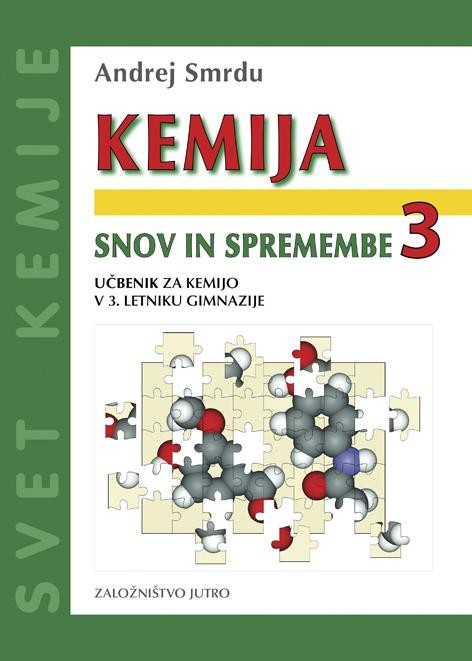 SVET KEMIJE
Andrej Smrdu
KEMIJA
SNOV IN SPREMEMBE 3
UČBENIK ZA KEMIJO
V 3. LETNIKU GIMNAZIJE
ZALOŽNIŠTVO JUTRO